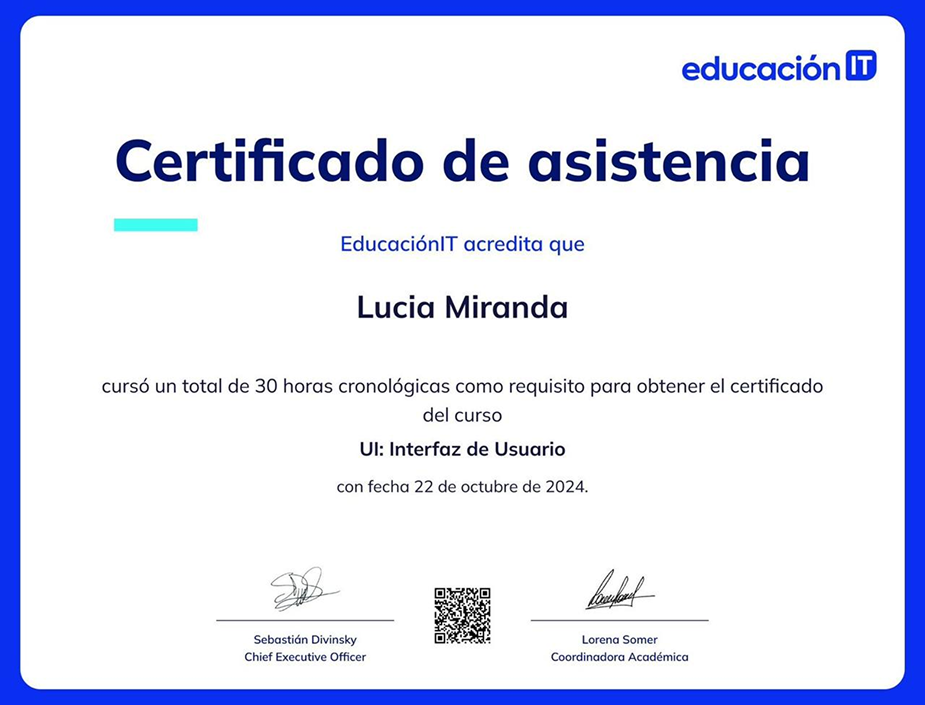 educación IT
Certificado de asistencia
EducaciónIT acredita que
Lucia Miranda
cursó un total de 30 horas cronológicas como requisito para obtener el certificado
del curso
UI: Interfaz de Usuario
con fecha 22 de octubre de 2024.
Sebastián Divinsky
Chief Executive Officer
Lorena Somer
Coordinadora Académica